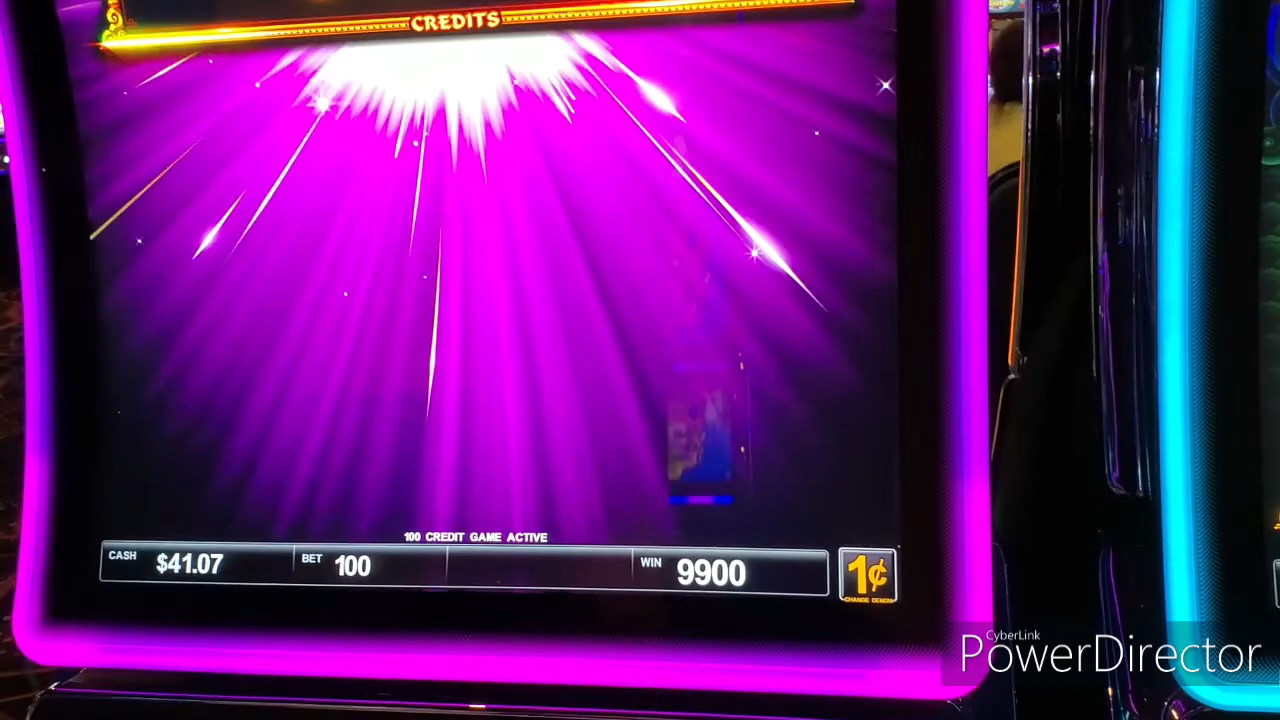 CREDITS
100 CREDIT GAME ACTIVE
CASH $41.07 BET 100 WIN 9900 1¢
CHANGE DENOM
CyberLink
PowerDirector